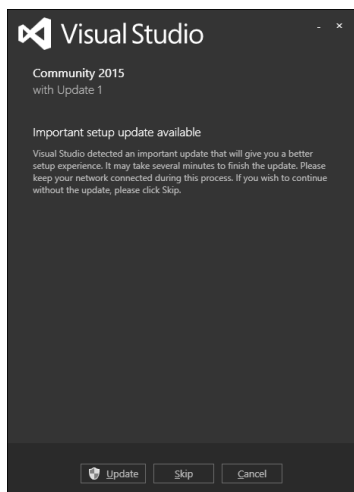 Visual Studio
Community 2015
with Update 1
Important setup update available
Visual Studio detected an important update that will give you a better
setup experience. It may take several minutes to finish the update. Please
keep your network connected during this process. If you wish to continue
without the update, please click Skip.
Update Skip Cancel